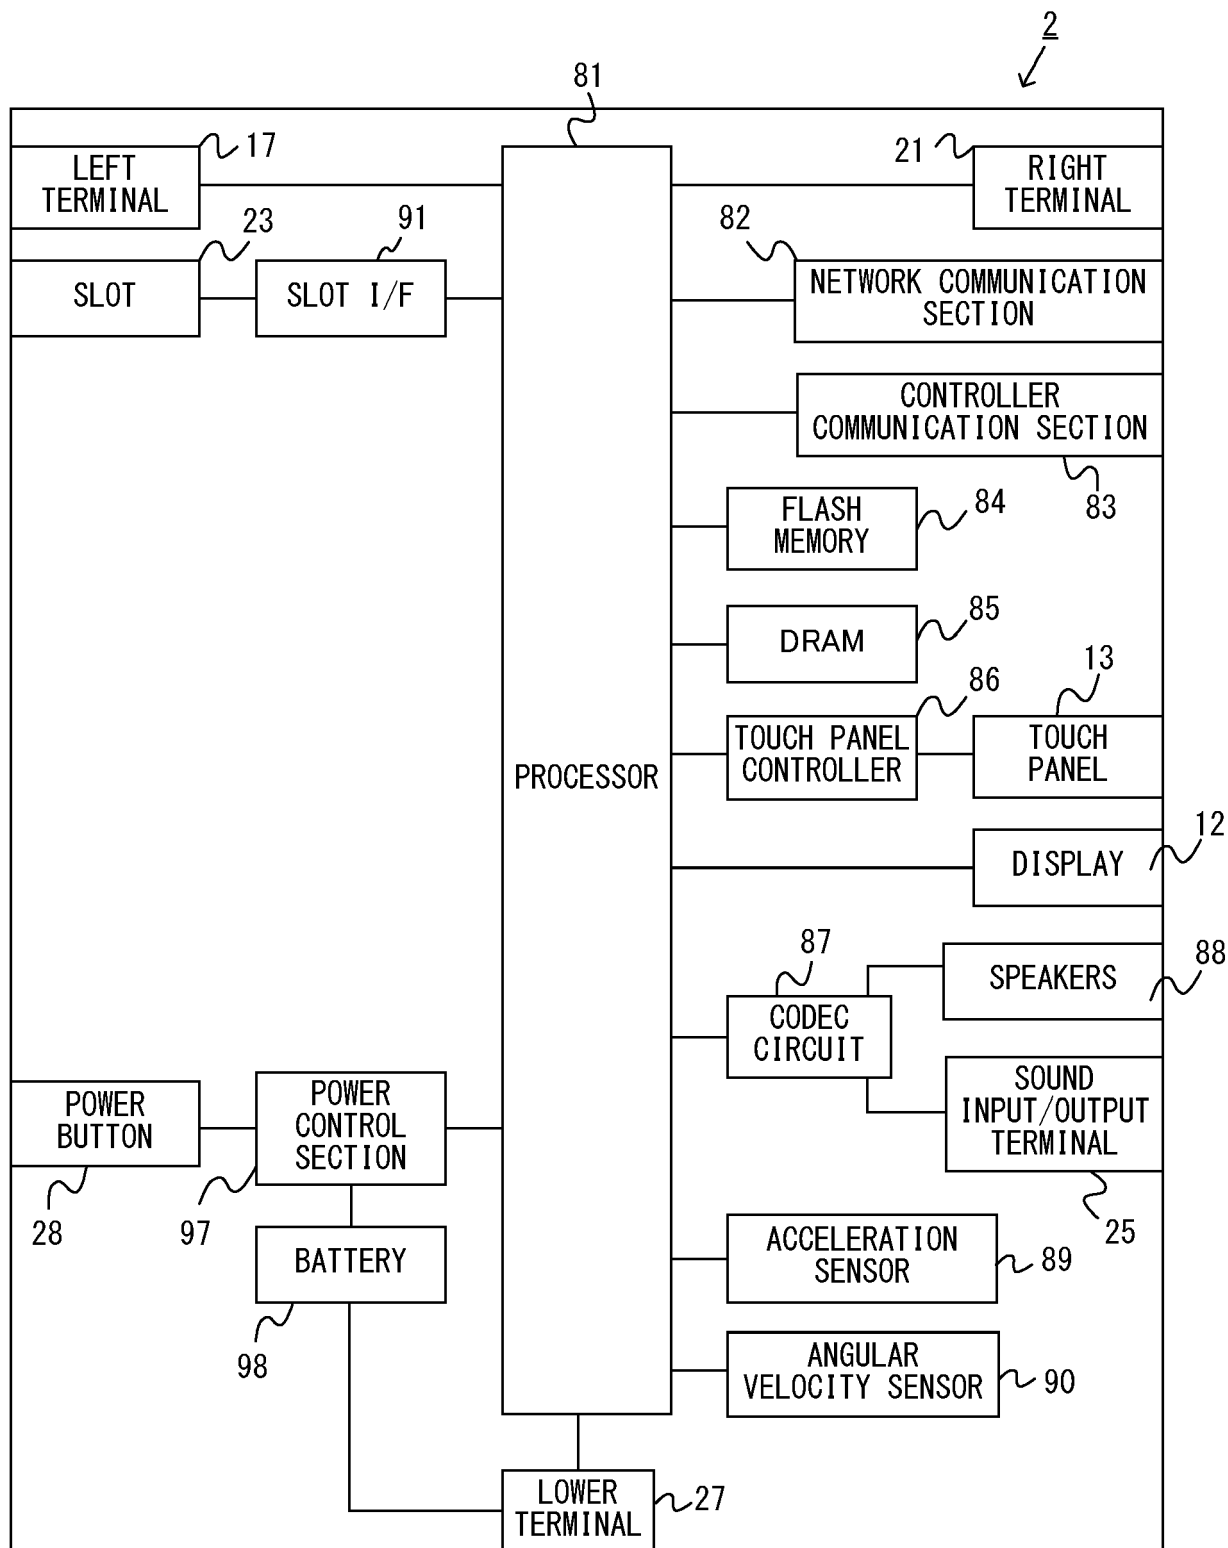 2
81
17
LEFT
TERMINAL
21
RIGHT
TERMINAL
23
SLOT
91
SLOT I/F
82
NETWORK COMMUNICATION
SECTION
CONTROLLER
COMMUNICATION SECTION
83
FLASH
MEMORY
84
DRAM
85
86
TOUCH PANEL
CONTROLLER
13
TOUCH
PANEL
PROCESSOR
12
DISPLAY
87
CODEC
CIRCUIT
SPEAKERS
88
SOUND
INPUT/OUTPUT
TERMINAL
25
POWER
BUTTON
28
POWER
CONTROL
SECTION
97
BATTERY
98
ACCELERATION
SENSOR
89
ANGULAR
VELOCITY SENSOR
90
LOWER
TERMINAL
27